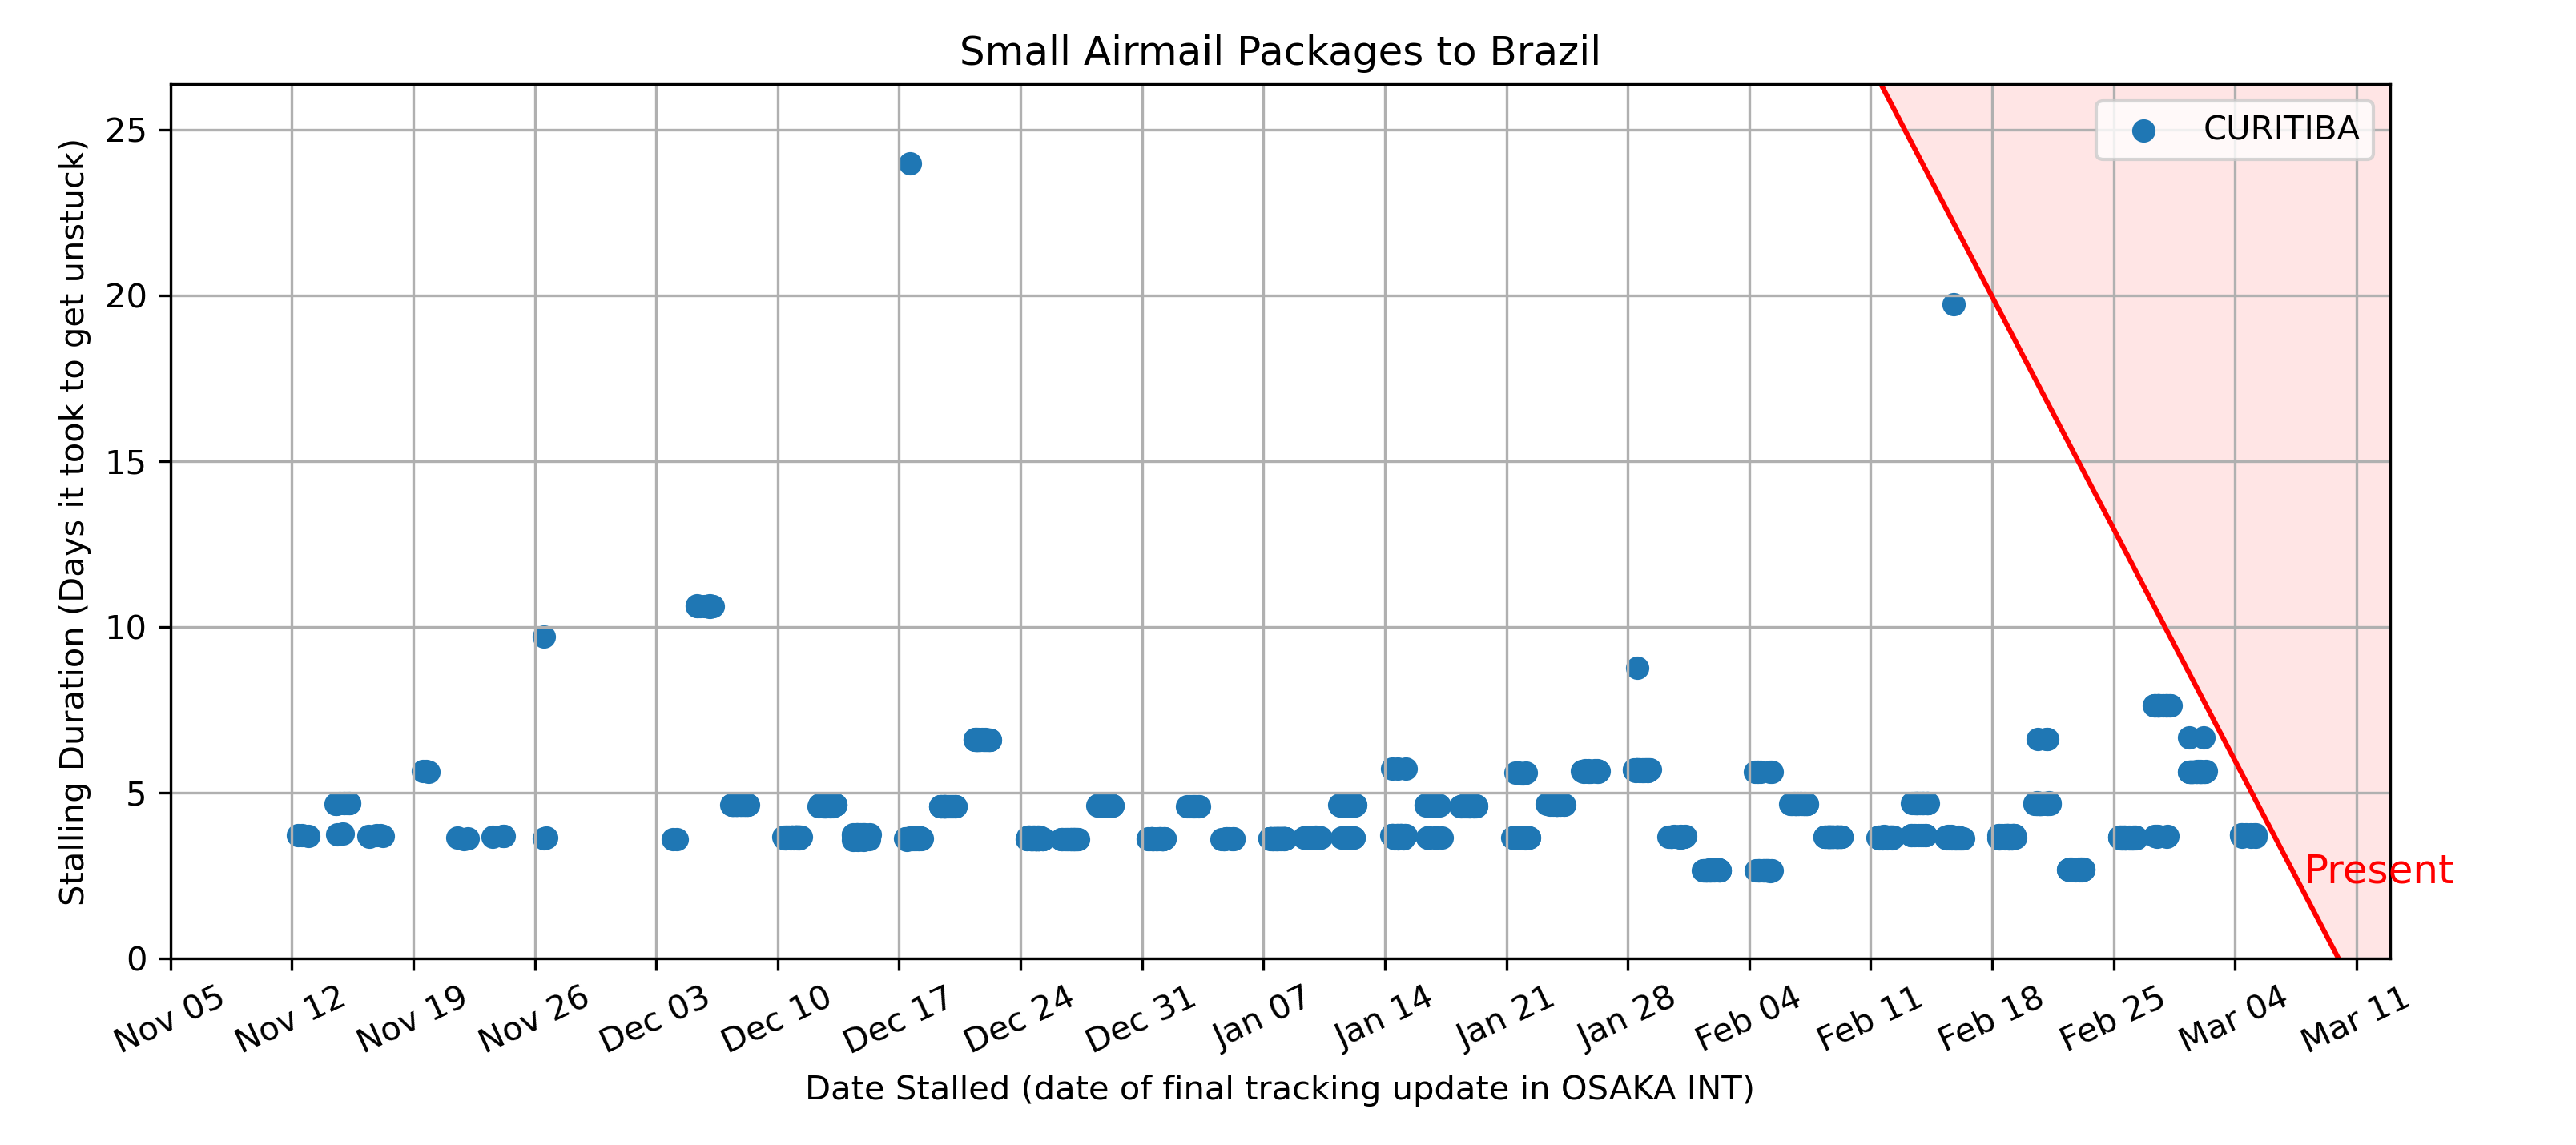 Small Airmail Packages to Brazil
CURITIBA
25
20
15
10
5
0
Stalling Duration (Days it took to get unstuck)
Present
Nov 05
Nov 12
Nov 19
Nov 26
Dec 03
Dec 10
Dec 17
Dec 24
Dec 31
Jan 07
Jan 14
Jan 21
Jan 28
Feb 04
Feb 11
Feb 18
Feb 25
Mar 04
Mar 11
Date Stalled (date of final tracking update in OSAKA INT)